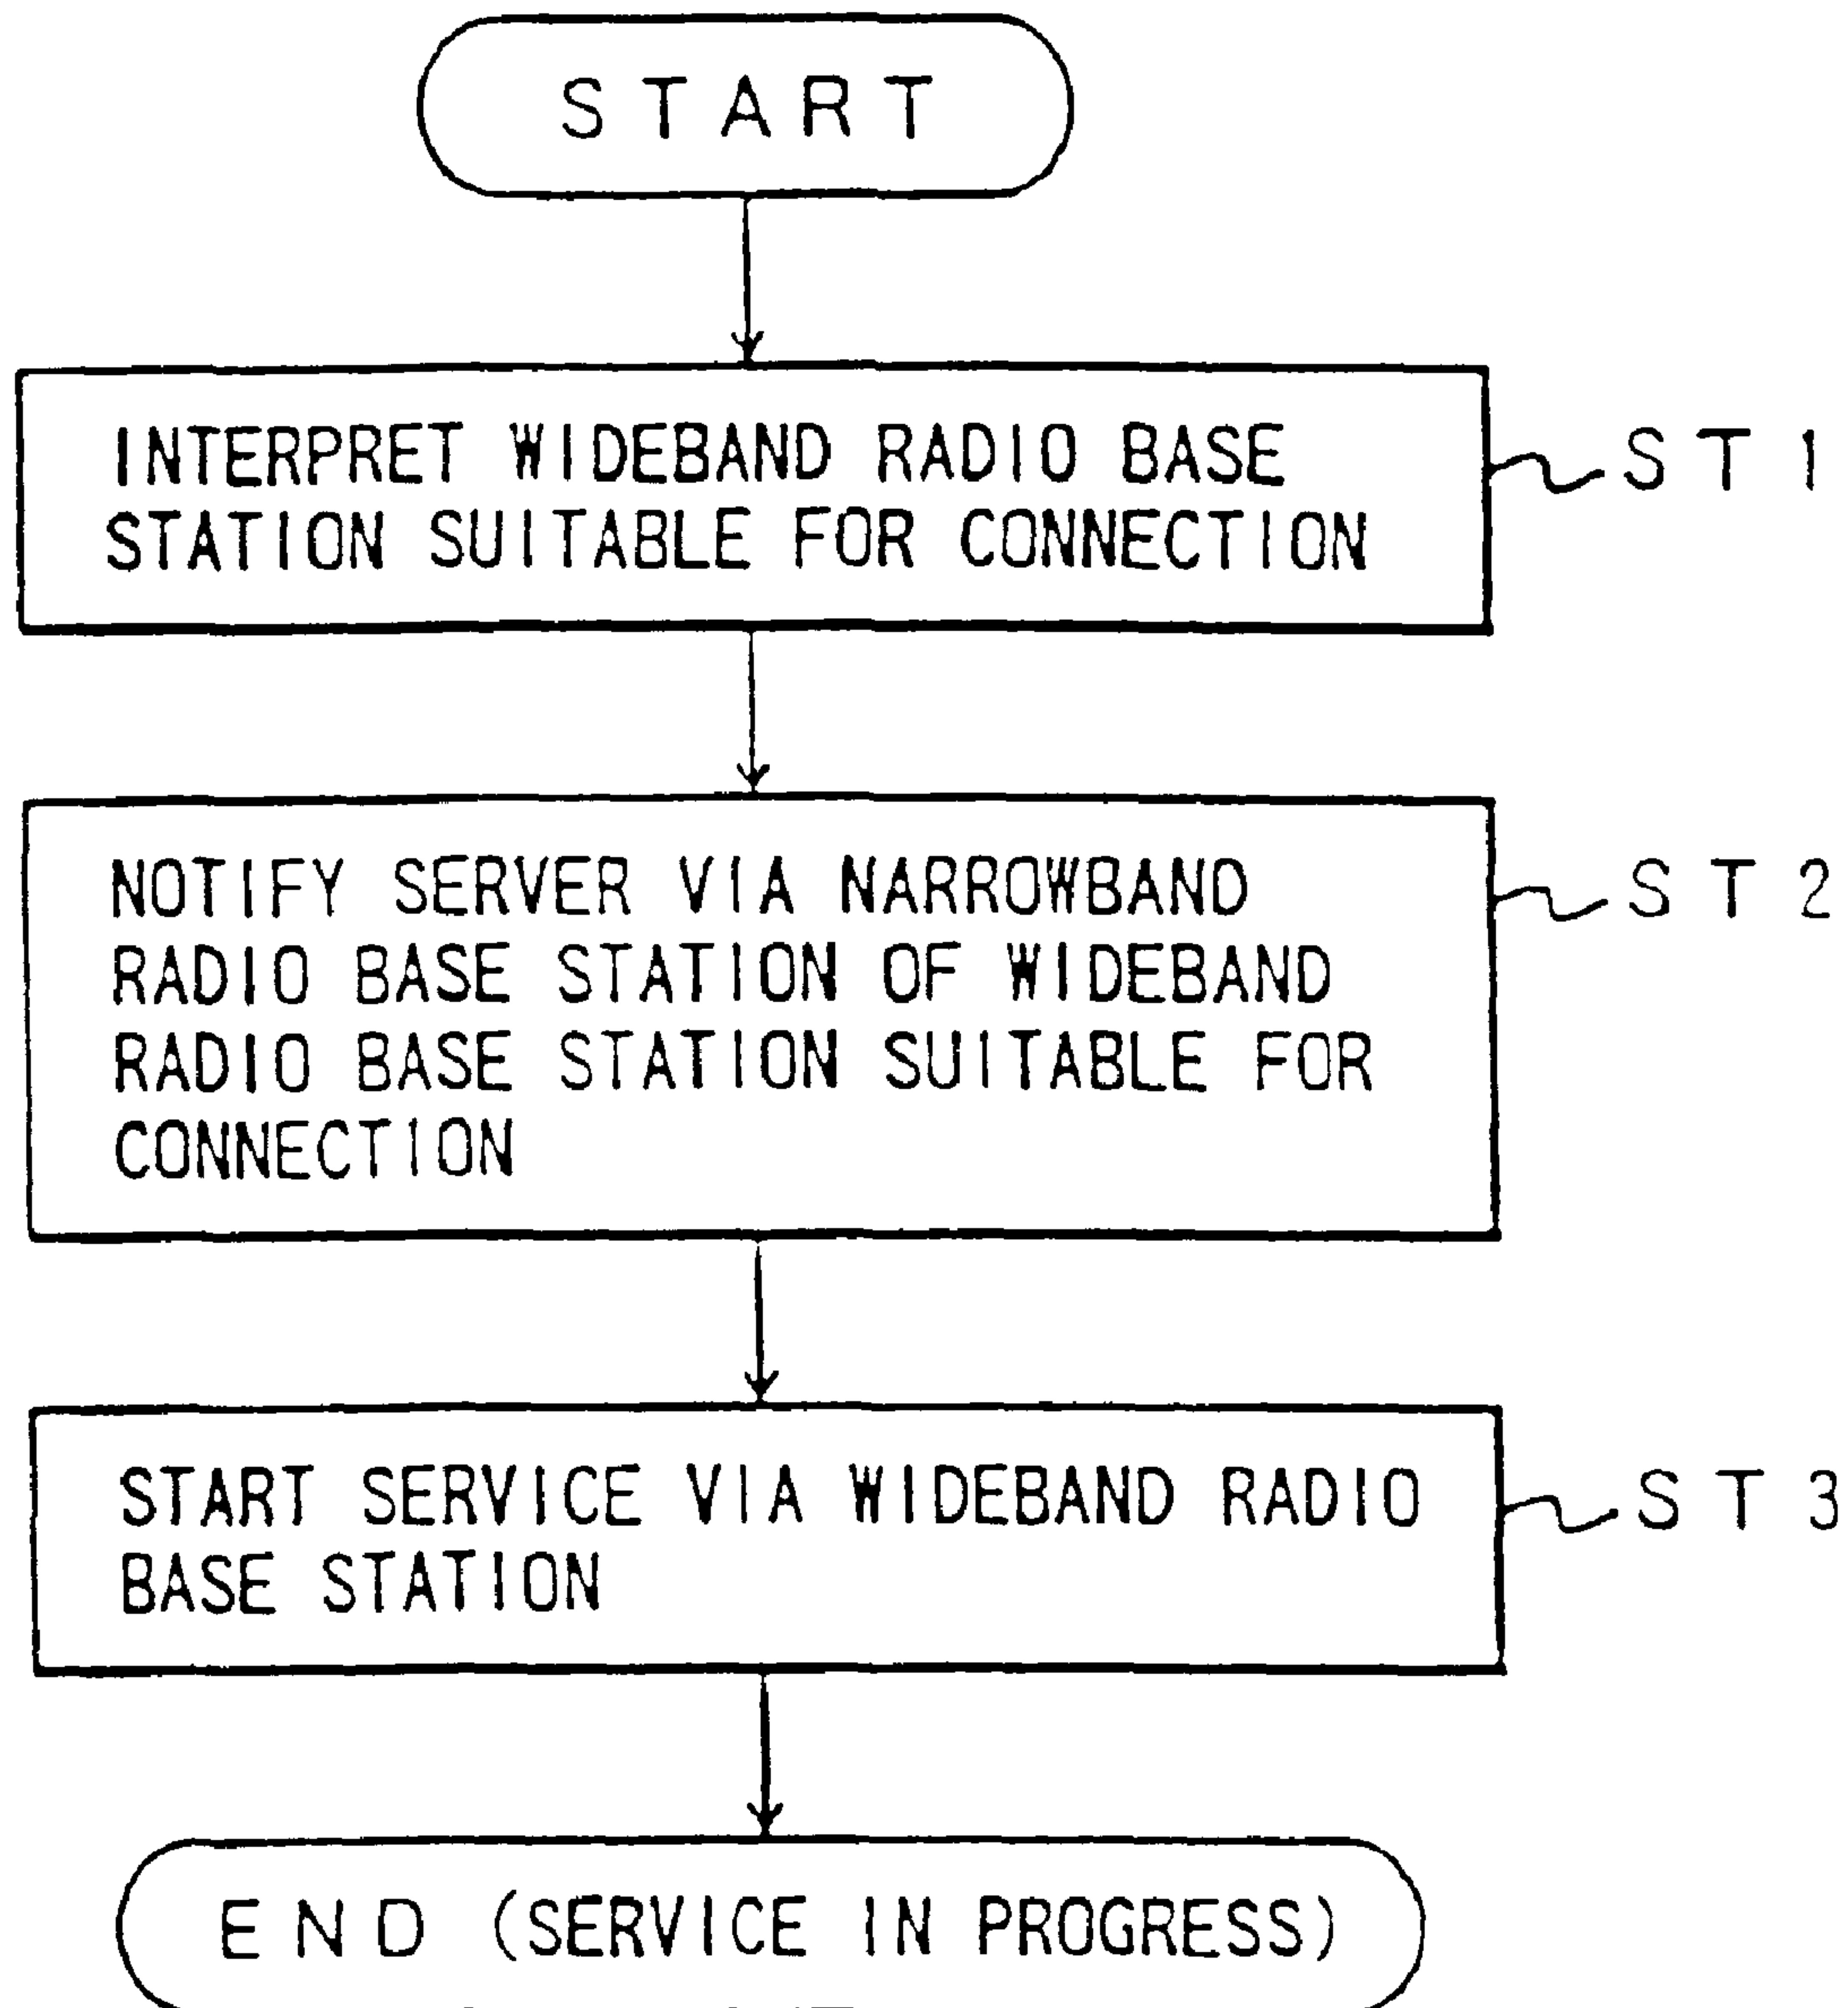 START
INTERPRET WIDEBAND RADIO BASE
STATION SUITABLE FOR CONNECTION
ST1
NOTIFY SERVER VIA NARROWBAND
RADIO BASE STATION OF WIDEBAND
RADIO BASE STATION SUITABLE FOR
CONNECTION
ST2
START SERVICE VIA WIDEBAND RADIO
BASE STATION
ST3
END (SERVICE IN PROGRESS)